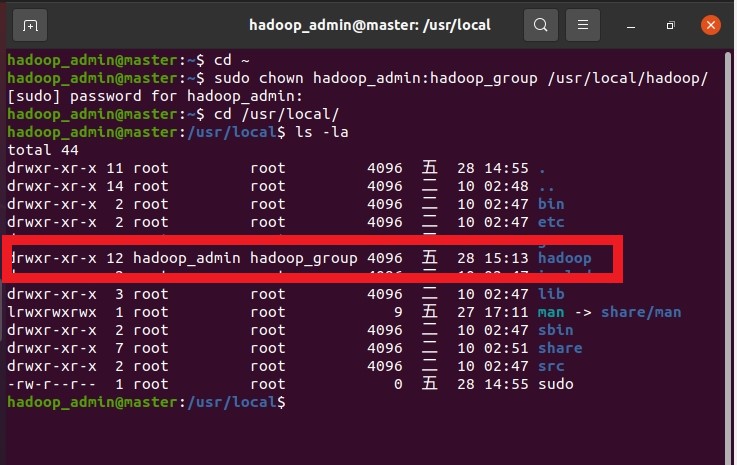 hadoop_admin@master: /usr/local
hadoop_admin@master:~$ cd ~
hadoop_admin@master:~$ sudo chown hadoop_admin:hadoop_group /usr/local/hadoop/
[sudo] password for hadoop_admin:
hadoop_admin@master:~$ cd /usr/local/
hadoop_admin@master:/usr/local$ ls -la
total 44
drwxr-xr-x 11 root root 4096 五 28 14:55 .
drwxr-xr-x 14 root root 4096 二 10 02:48 ..
drwxr-xr-x 2 root root 4096 二 10 02:47 bin
drwxr-xr-x 2 root root 4096 二 10 02:47 etc
drwxr-xr-x 12 hadoop_admin hadoop_group 4096 五 28 15:13 hadoop
drwxr-xr-x 3 root root 4096 二 10 02:47 lib
lrwxrwxrwx 1 root root 9 五 27 17:11 man -> share/man
drwxr-xr-x 2 root root 4096 二 10 02:47 sbin
drwxr-xr-x 7 root root 4096 二 10 02:51 share
drwxr-xr-x 2 root root 4096 二 10 02:47 src
-rw-r--r-- 1 root root 0 五 28 14:55 sudo
hadoop_admin@master:/usr/local$